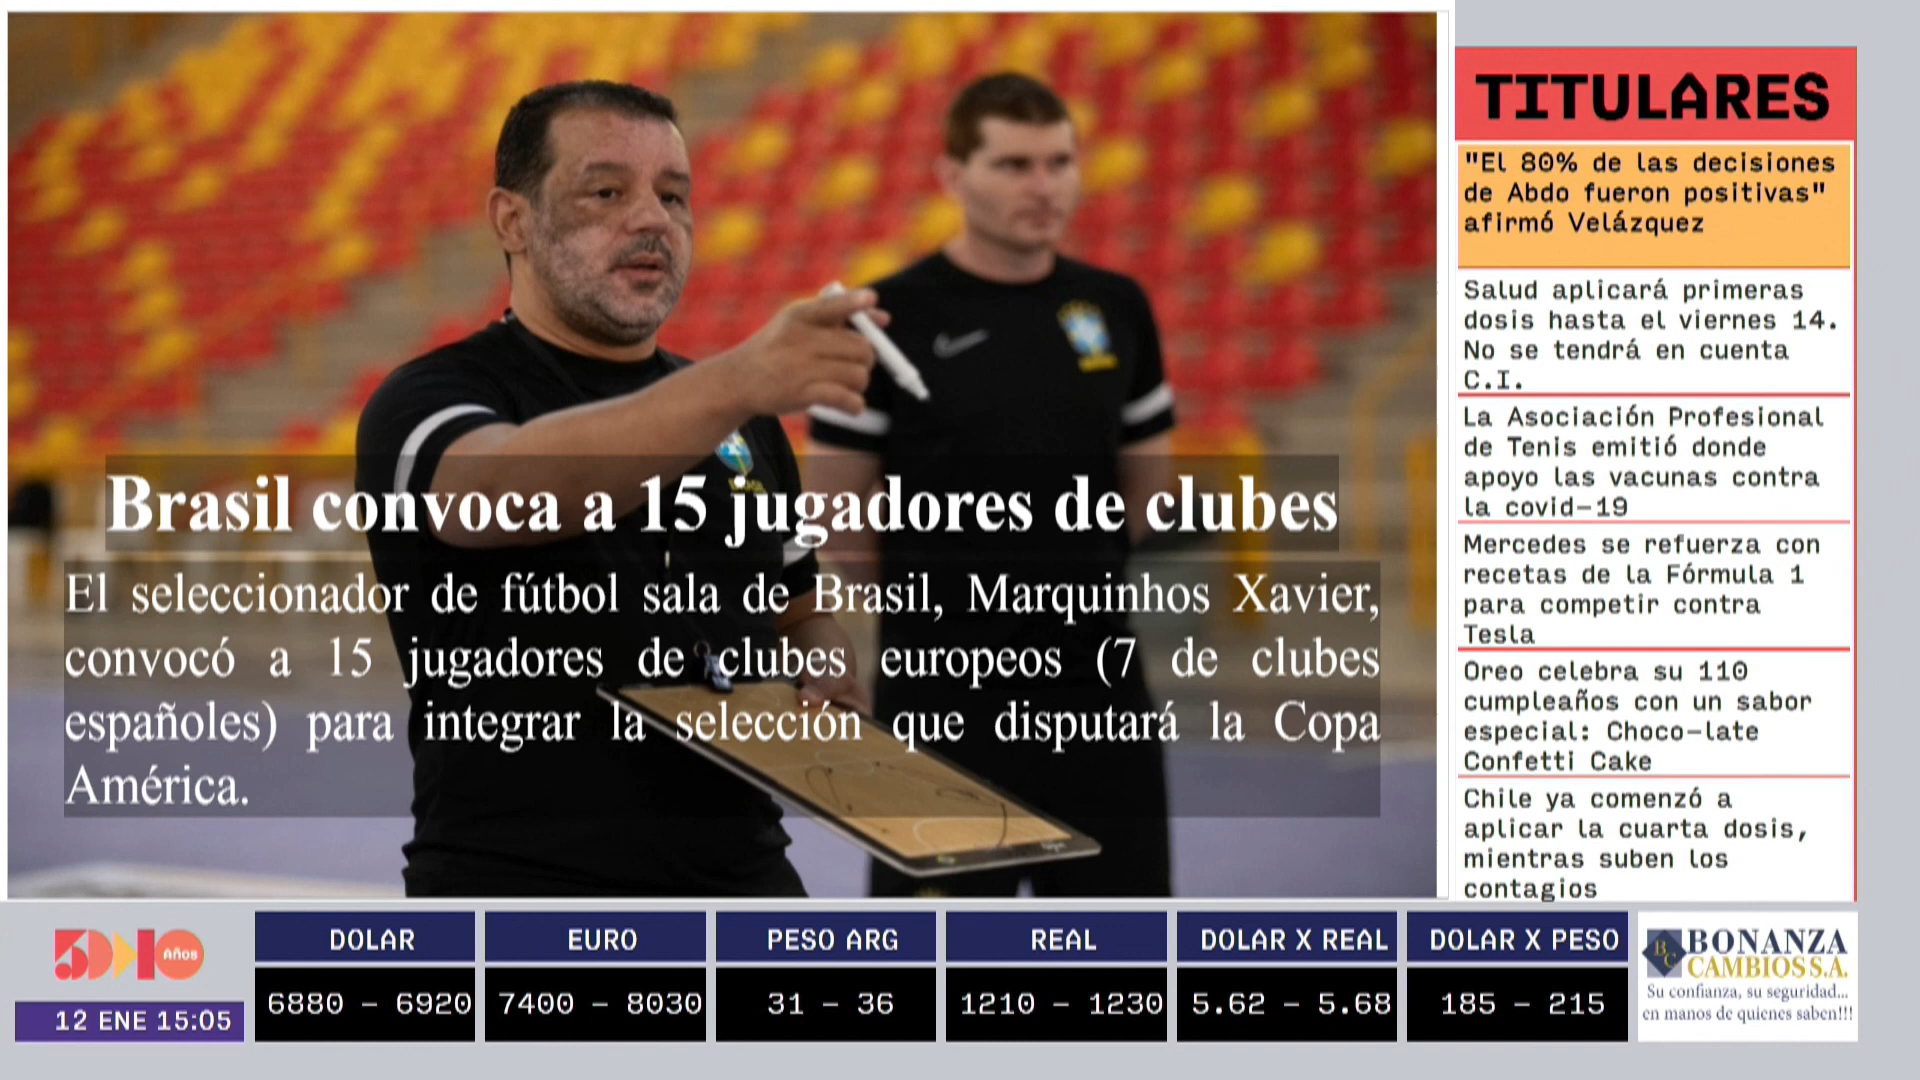 Brasil convoca a 15 jugadores de clubes
El seleccionador de fútbol sala de Brasil, Marquinhos Xavier,
convocó a 15 jugadores de clubes europeos (7 de clubes
españoles) para integrar la selección que disputará la Copa
América.
TITULARES
"El 80% de las decisiones
de Abdo fueron positivas"
afirmó Velázquez
Salud aplicará primeras
dosis hasta el viernes 14.
No se tendrá en cuenta
C.I.
La Asociación Profesional
de Tenis emitió donde
apoyo las vacunas contra
la covid-19
Mercedes se refuerza con
recetas de la Fórmula 1
para competir contra
Tesla
Oreo celebra su 110
cumpleaños con un sabor
especial: Choco-late
Confetti Cake
Chile ya comenzó a
aplicar la cuarta dosis,
mientras suben los
contagios
Años
12 ENE 15:05
DOLAR
6880 - 6920
EURO
7400 - 8030
PESO ARG
31 - 36
REAL
1210 - 1230
DOLAR X REAL
5.62 - 5.68
DOLAR X PESO
185 - 215
BC BONANZA
CAMBIOS S.A.
Su confianza, su seguridad...
en manos de quienes saben!!!